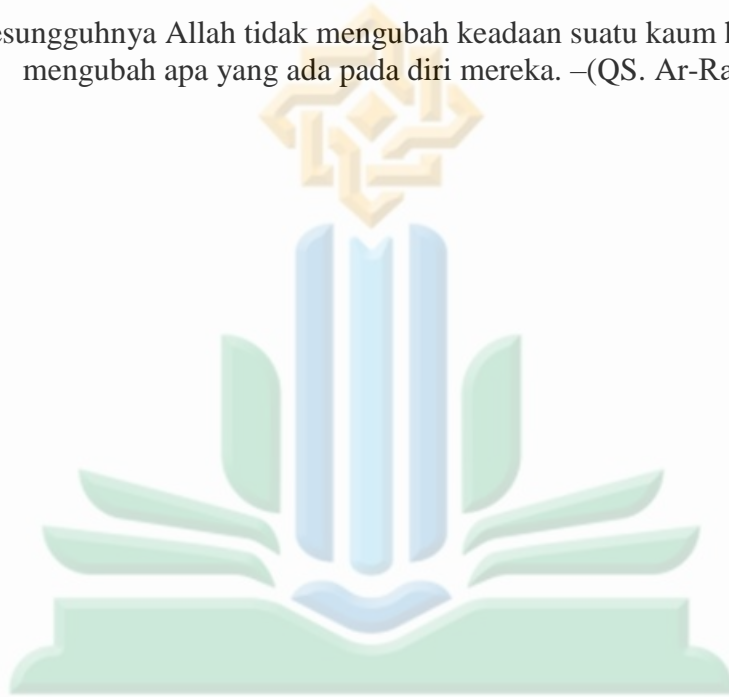 esungguhnya Allah tidak mengubah keadaan suatu kaum
mengubah apa yang ada pada diri mereka. –(QS. Ar-Ra